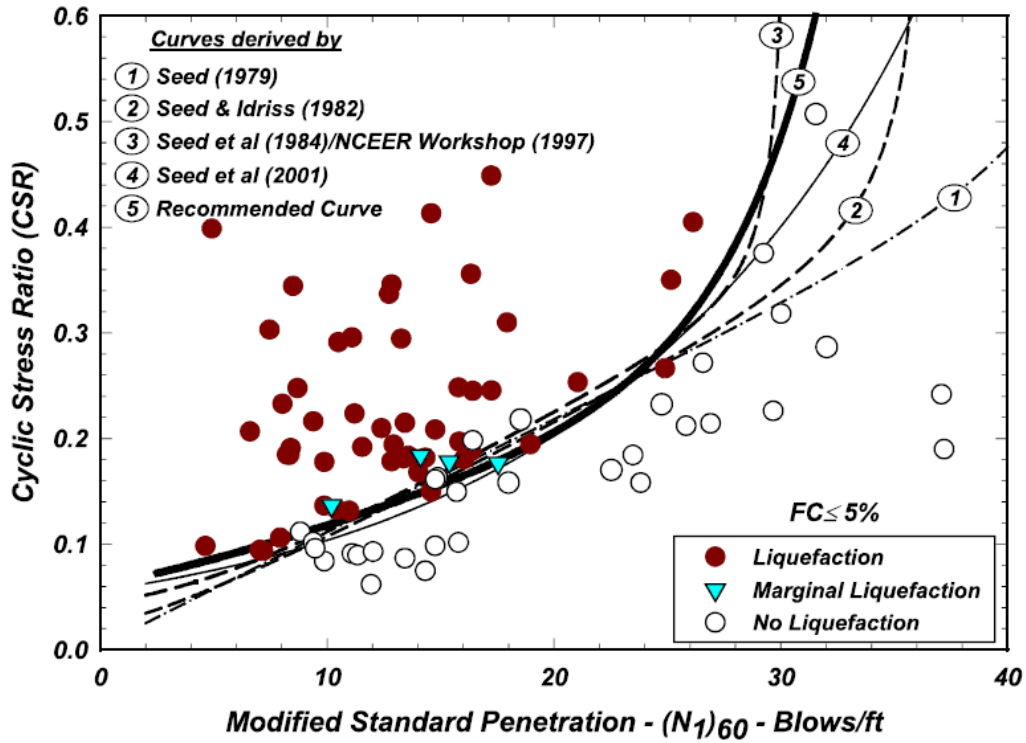 Curves derived by
1 Seed (1979)
2 Seed & Idriss (1982)
3 Seed et al (1984)/NCEER Workshop (1997)
4 Seed et al (2001)
5 Recommended Curve
3
5
4
2
1
Cyclic Stress Ratio (CSR)
0.6
0.5
0.4
0.3
0.2
0.1
0.0
FC≤ 5%
Liquefaction
Marginal Liquefaction
No Liquefaction
0 10 20 30 40
Modified Standard Penetration - (N1)60 - Blows/ft